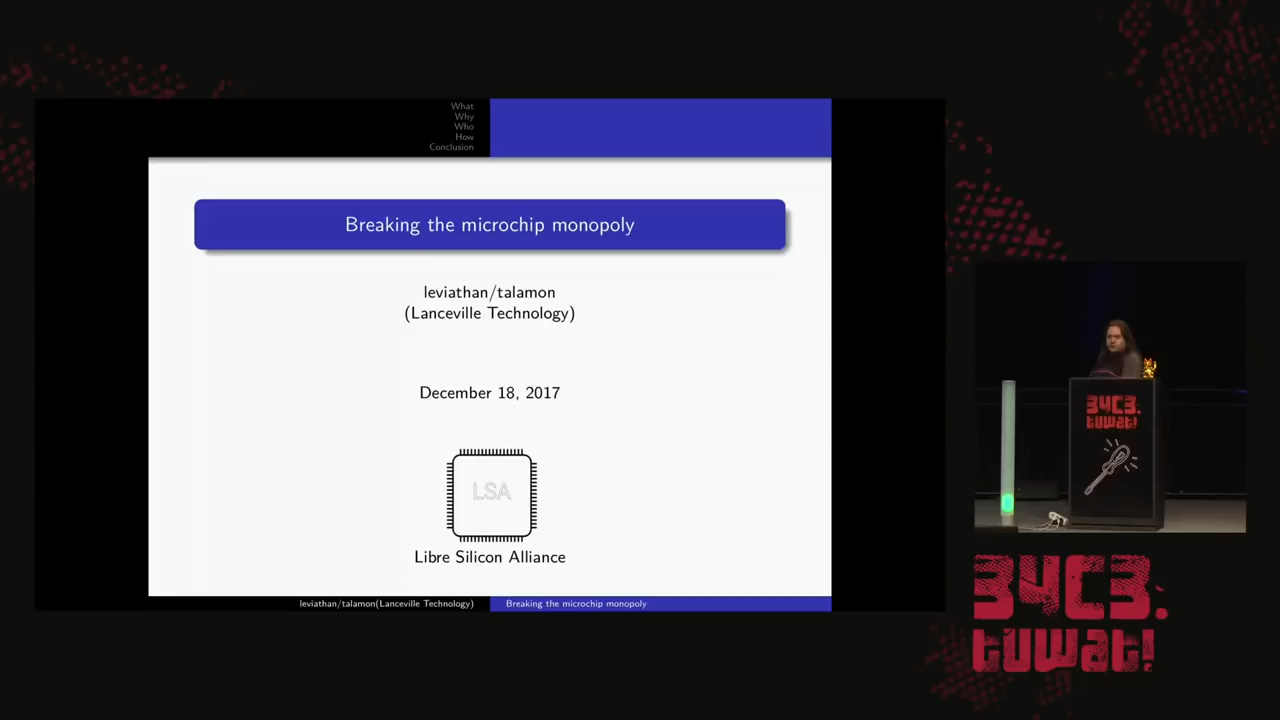 What
Why
Who
How
Conclusion
Breaking the microchip monopoly
leviathan/talamon
(Lanceville Technology)
December 18, 2017
LSA
Libre Silicon Alliance
leviathan/talamon(Lanceville Technology)
Breaking the microchip monopoly
34C3.
tuwat!
34C3.
tuwat!